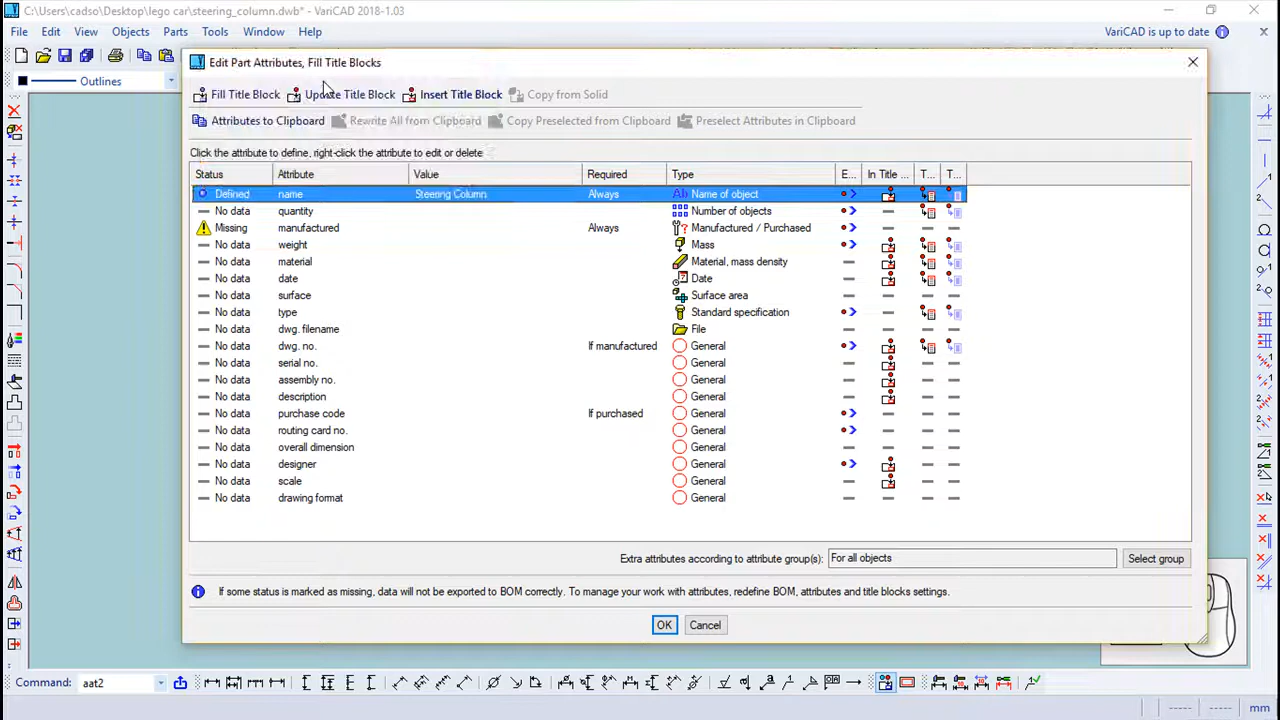 C:\Users\cadso\Desktop\lego car\steering_column.dwb* - VariCAD 2018-1.03
File Edit View Objects Parts Tools Window Help VariCAD is up to date
Outlines
Edit Part Attributes, Fill Title Blocks
Fill Title Block Update Title Block Insert Title Block Copy from Solid
Attributes to Clipboard Rewrite All from Clipboard Copy Preselected from Clipboard Preselect Attributes in Clipboard
Click the attribute to define, right-click the attribute to edit or delete
Status Attribute Value Required Type E... In Title ... T... T...
Defined name Steering Column Always Name of object
No data quantity Number of objects
Missing manufactured Always Manufactured / Purchased
No data weight Mass
No data material Material, mass density
No data date Date
No data surface Surface area
No data type Standard specification
No data dwg. filename File
No data dwg. no. If manufactured General
No data serial no. General
No data assembly no. General
No data description General
No data purchase code If purchased General
No data routing card no. General
No data overall dimension General
No data designer General
No data scale General
No data drawing format General
Extra attributes according to attribute group(s): For all objects Select group
If some status is marked as missing, data will not be exported to BOM correctly. To manage your work with attributes, redefine BOM, attributes and title blocks settings.
OK Cancel
Command: aat2
mm